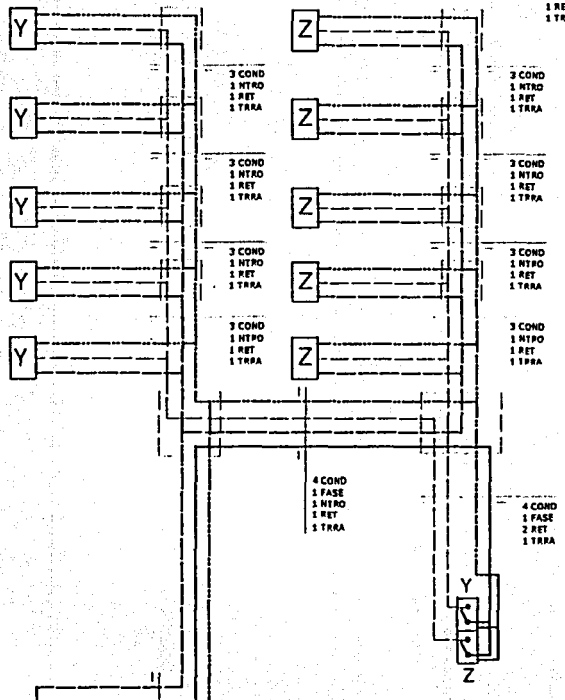 1 RE
1 TR
Y
Z
3 COND
1 NTRO
1 RET
1 TRRA
3 COND
1 NTRO
1 RET
1 TRRA
Y
Z
3 COND
1 NTRO
1 RET
1 TRRA
3 COND
1 NTRO
1 RET
1 TRRA
Y
Z
3 COND
1 NTRO
1 RET
1 TRRA
3 COND
1 NTRO
1 RET
1 TRRA
Y
Z
3 COND
1 NTRO
1 RET
1 TRRA
3 COND
1 NTRO
1 RET
1 TRRA
Y
Z
4 COND
1 FASE
1 NTRO
1 RET
1 TRRA
4 COND
1 FASE
2 RET
1 TRRA
Y
Z